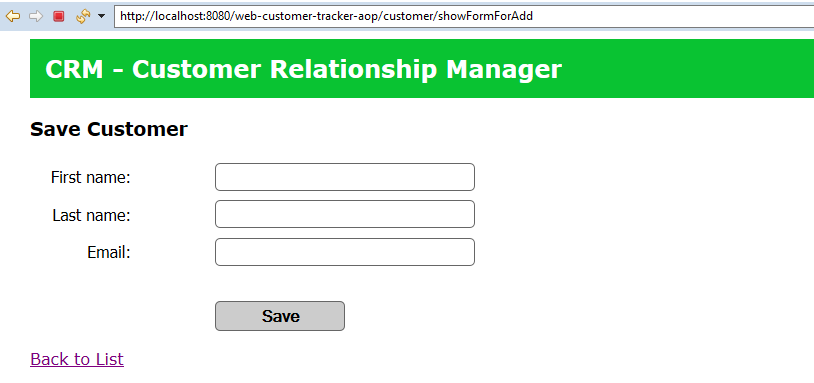 http://localhost:8080/web-customer-tracker-aop/customer/showFormForAdd
CRM - Customer Relationship Manager
Save Customer
First name:
Last name:
Email:
Save
Back to List